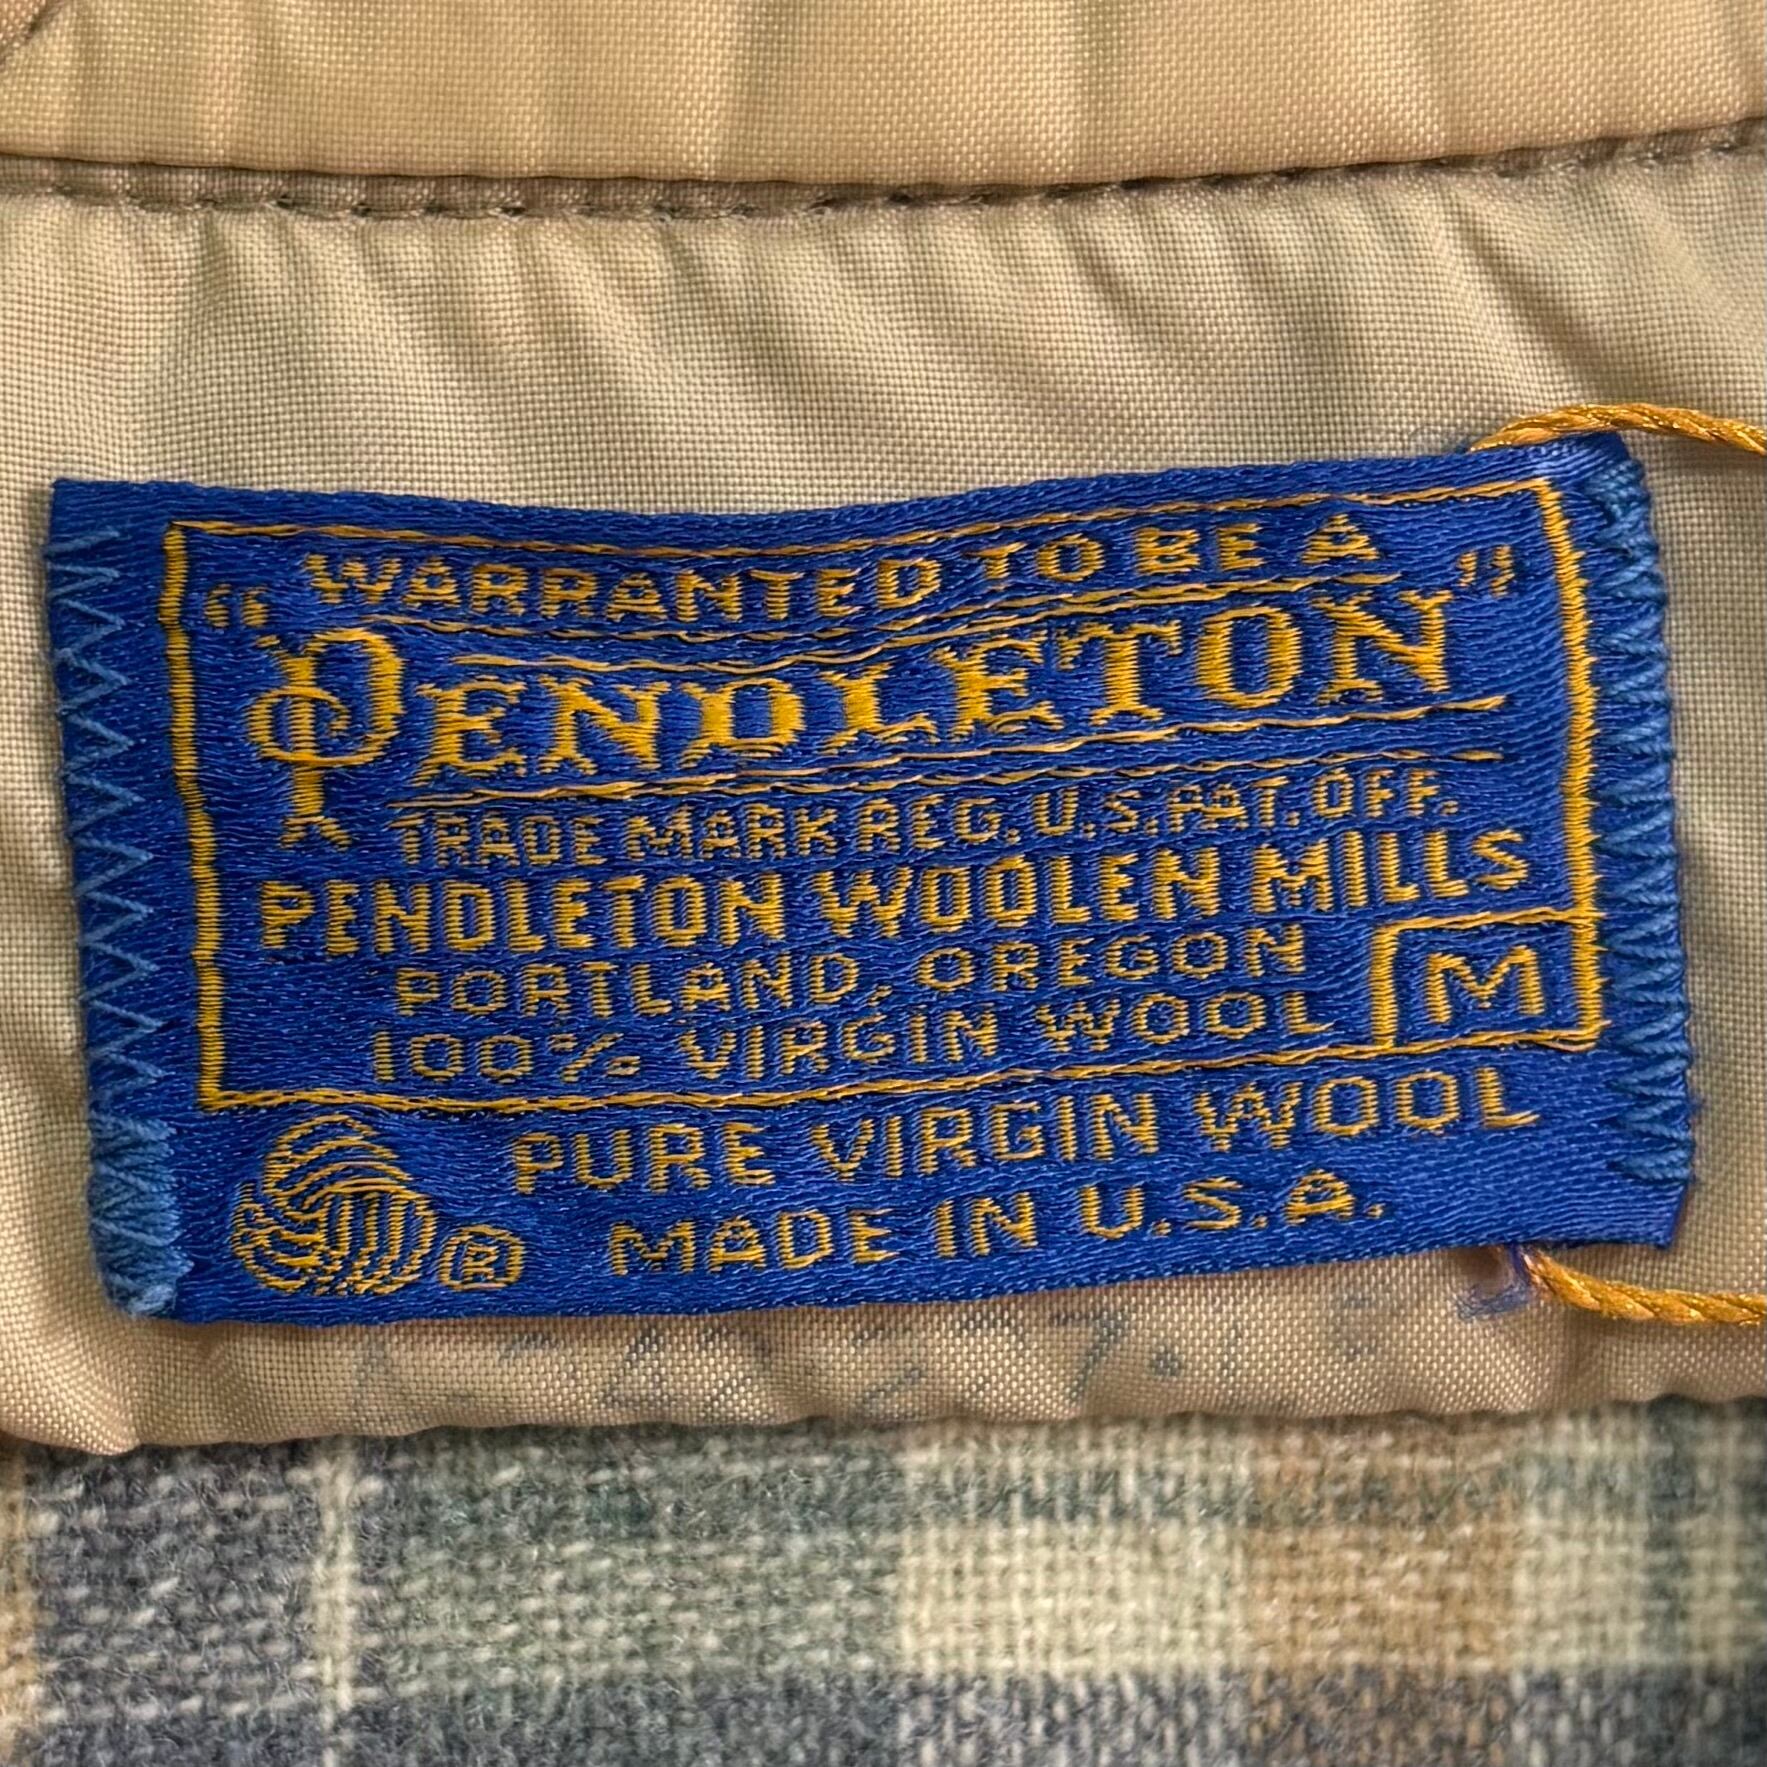 WARRANTED TO BE A
"PENDLETON"
TRADE MARK REG. U.S. PAT. OFF.
PENDLETON WOOLEN MILLS
PORTLAND, OREGON
100% VIRGIN WOOL
M
PURE VIRGIN WOOL
® MADE IN U.S.A.